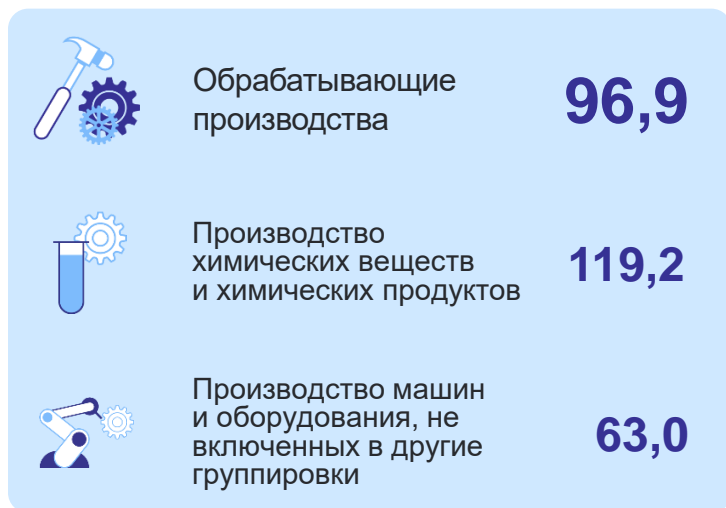 Обрабатывающие
производства
96,9
Производство
химических веществ
и химических продуктов
119,2
Производство машин
и оборудования, не
включенных в другие
группировки
63,0